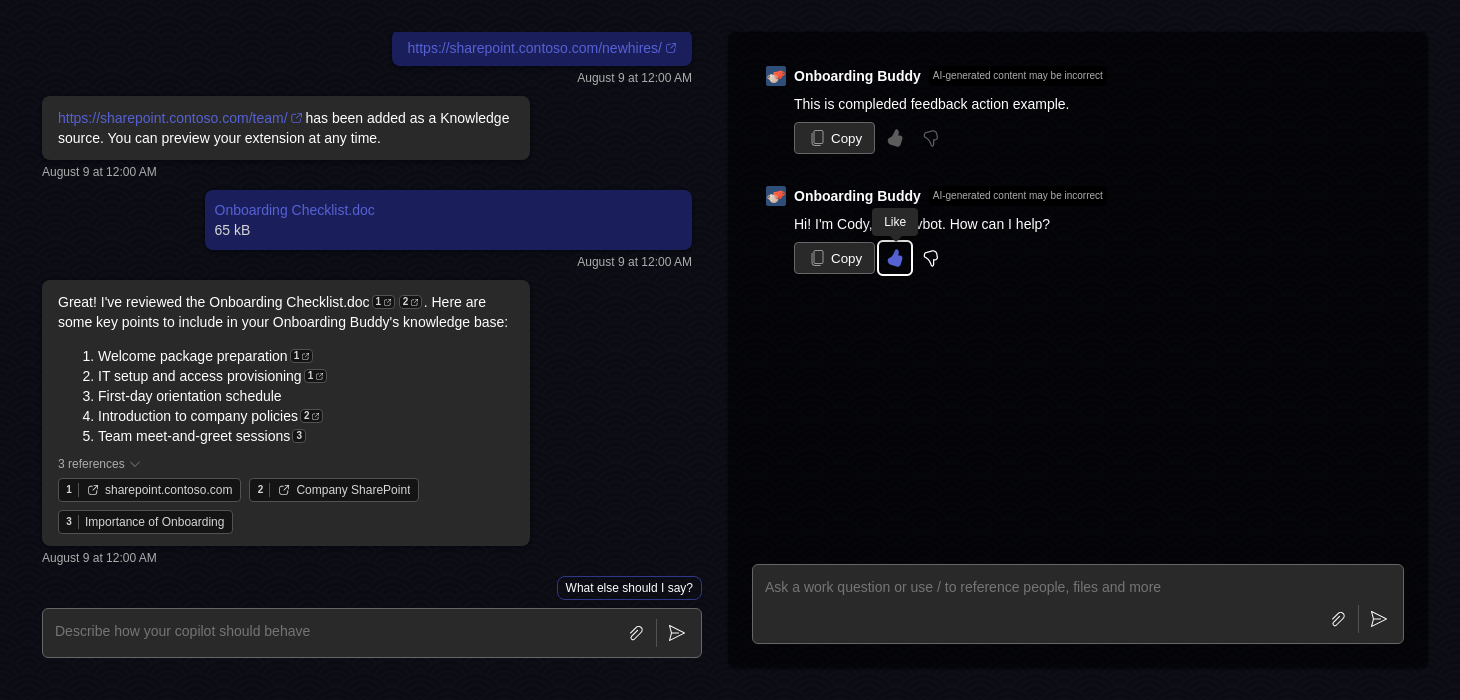 https://sharepoint.contoso.com/newhires/
August 9 at 12:00 AM
https://sharepoint.contoso.com/team/ has been added as a Knowledge
source. You can preview your extension at any time.
August 9 at 12:00 AM
Onboarding Checklist.doc
65 kB
August 9 at 12:00 AM
Great! I've reviewed the Onboarding Checklist.doc 1 2 . Here are
some key points to include in your Onboarding Buddy's knowledge base:
1. Welcome package preparation 1
2. IT setup and access provisioning 1
3. First-day orientation schedule
4. Introduction to company policies 2
5. Team meet-and-greet sessions 3
3 references
1 sharepoint.contoso.com 2 Company SharePoint
3 Importance of Onboarding
August 9 at 12:00 AM
What else should I say?
Describe how your copilot should behave
Onboarding Buddy AI-generated content may be incorrect
This is compleded feedback action example.
Copy
Onboarding Buddy AI-generated content may be incorrect
Like
Hi! I'm Cody, bot. How can I help?
Copy
Ask a work question or use / to reference people, files and more